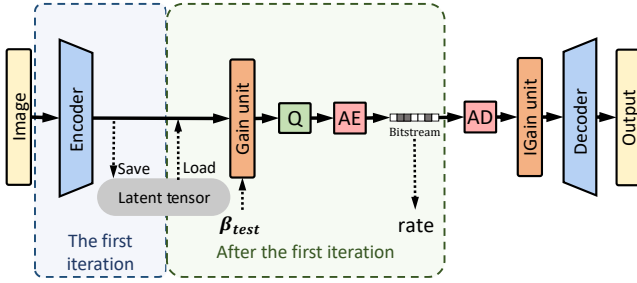 Image
Encoder
Save
Load
Latent tensor
Gain unit
β_test
Q
AE
Bitstream
rate
AD
IGain unit
Decoder
Output
The first
iteration
After the first iteration